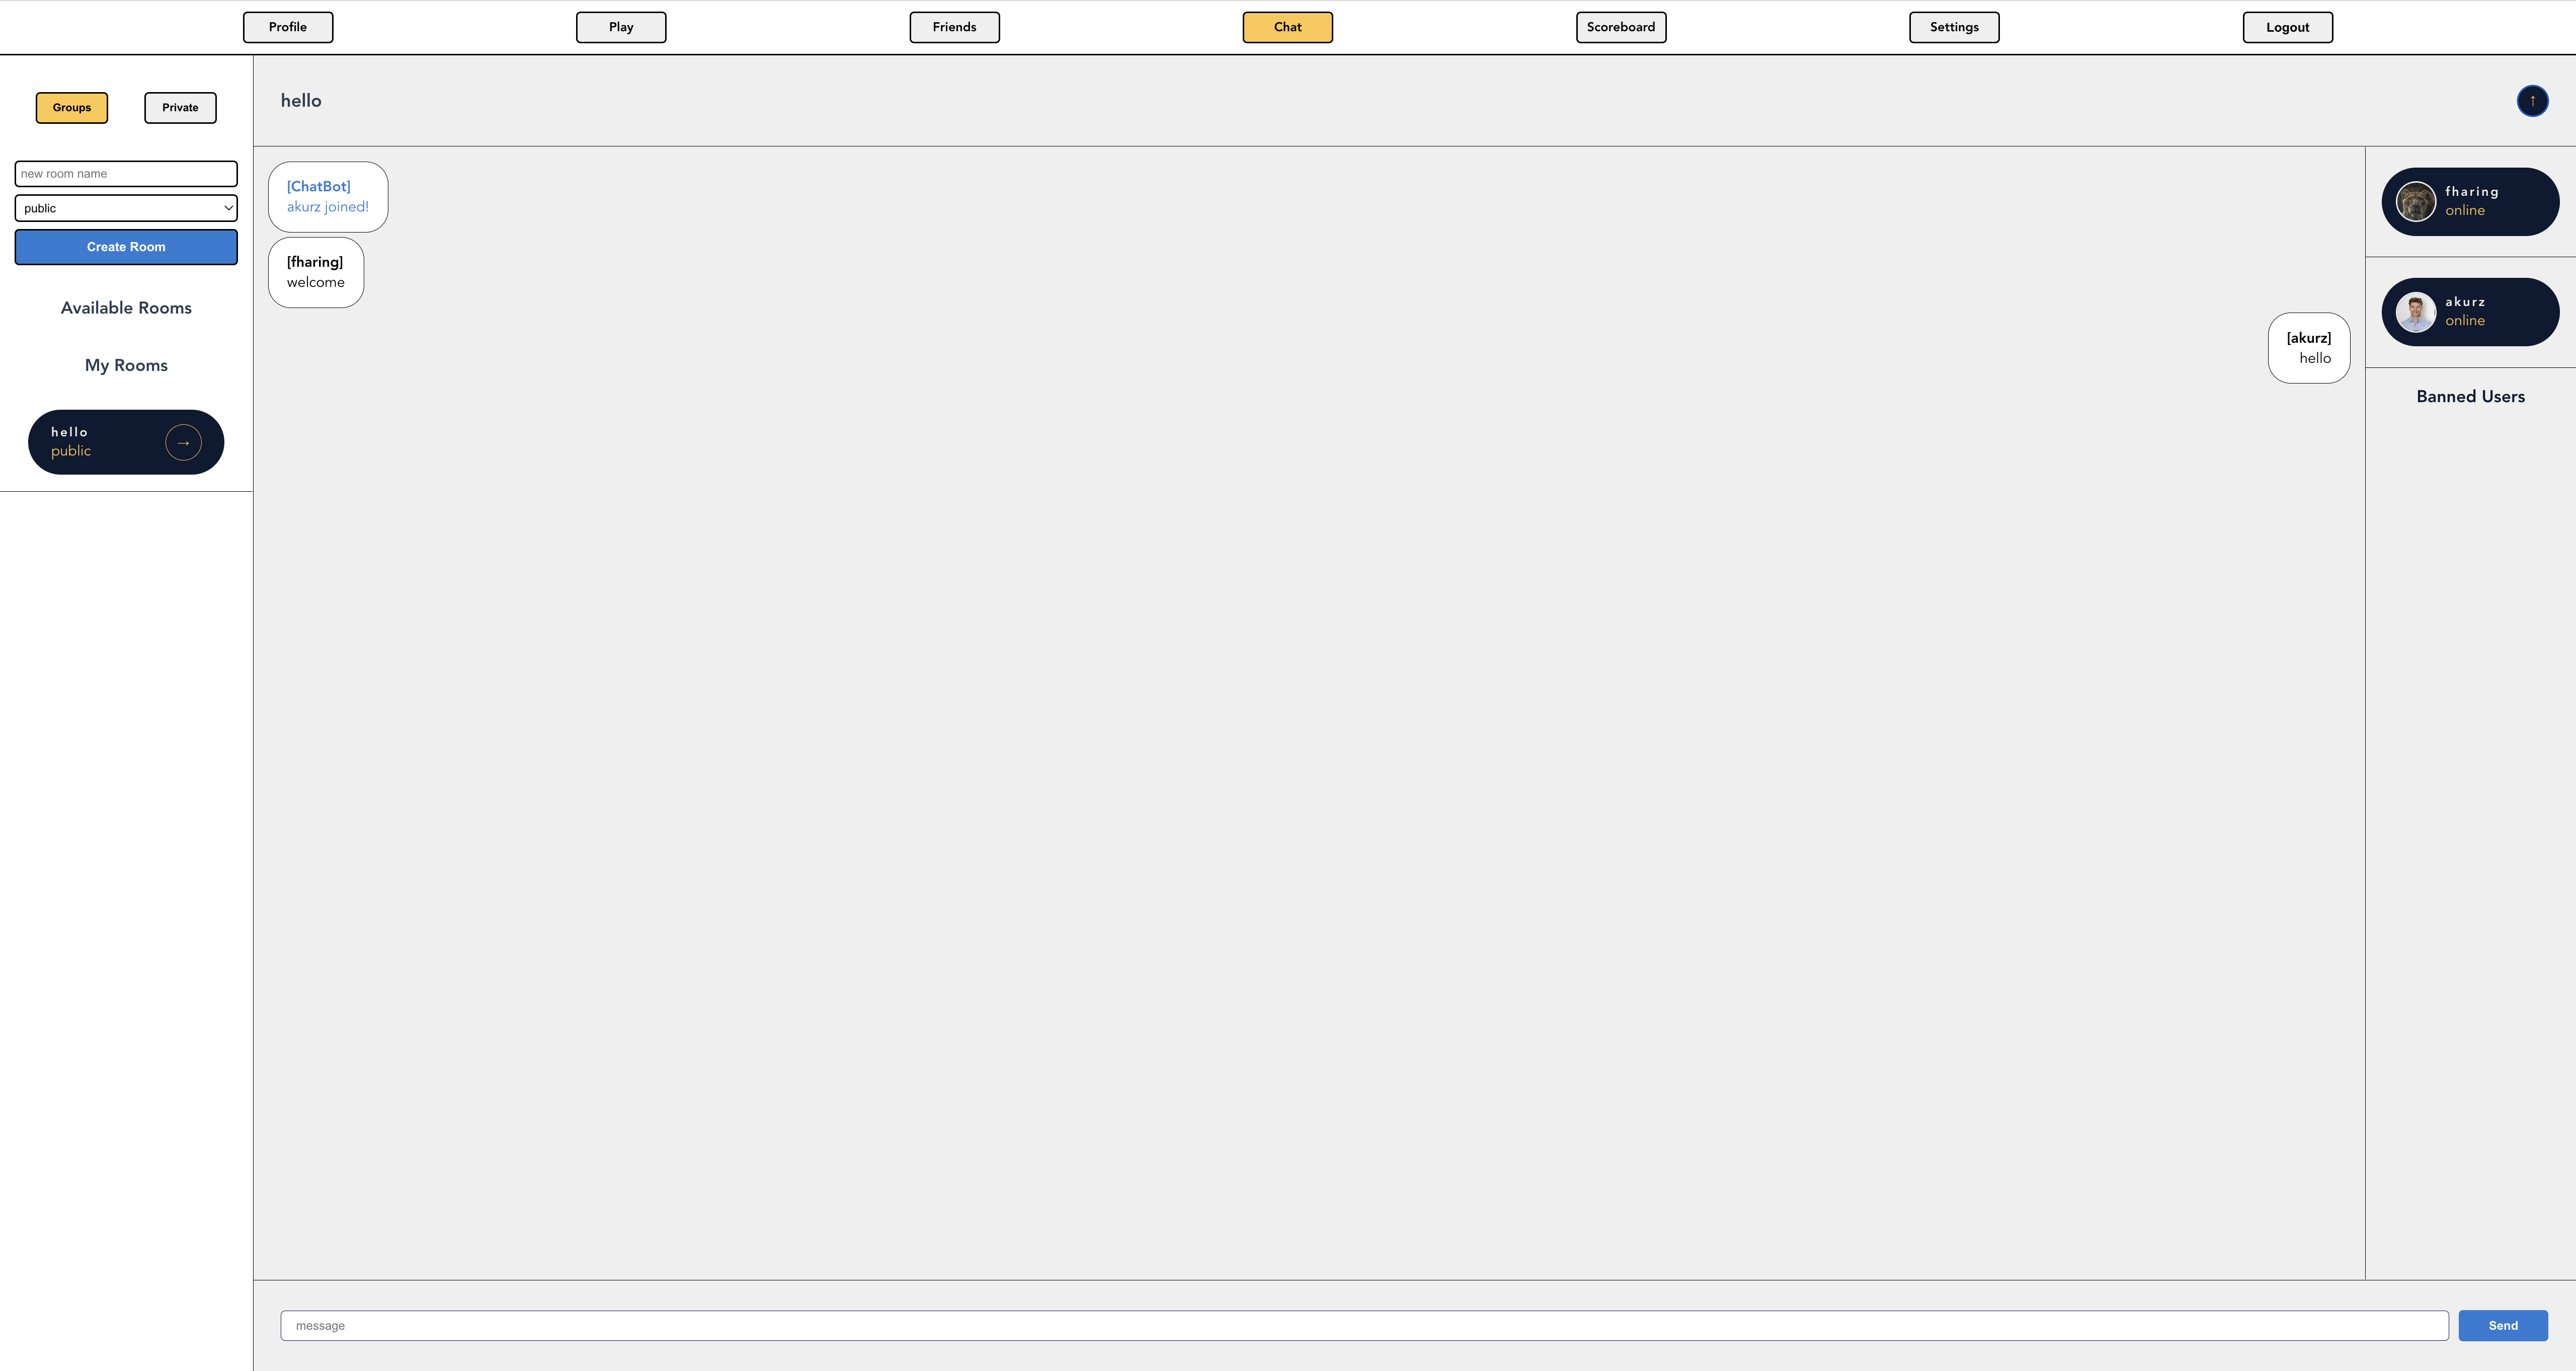 Profile
Play
Friends
Chat
Scoreboard
Settings
Logout
Groups
Private
new room name
public
Create Room
Available Rooms
My Rooms
hello
public
→
hello
↑
[ChatBot]
akurz joined!
[fharing]
welcome
[akurz]
hello
fharing
online
akurz
online
Banned Users
message
Send